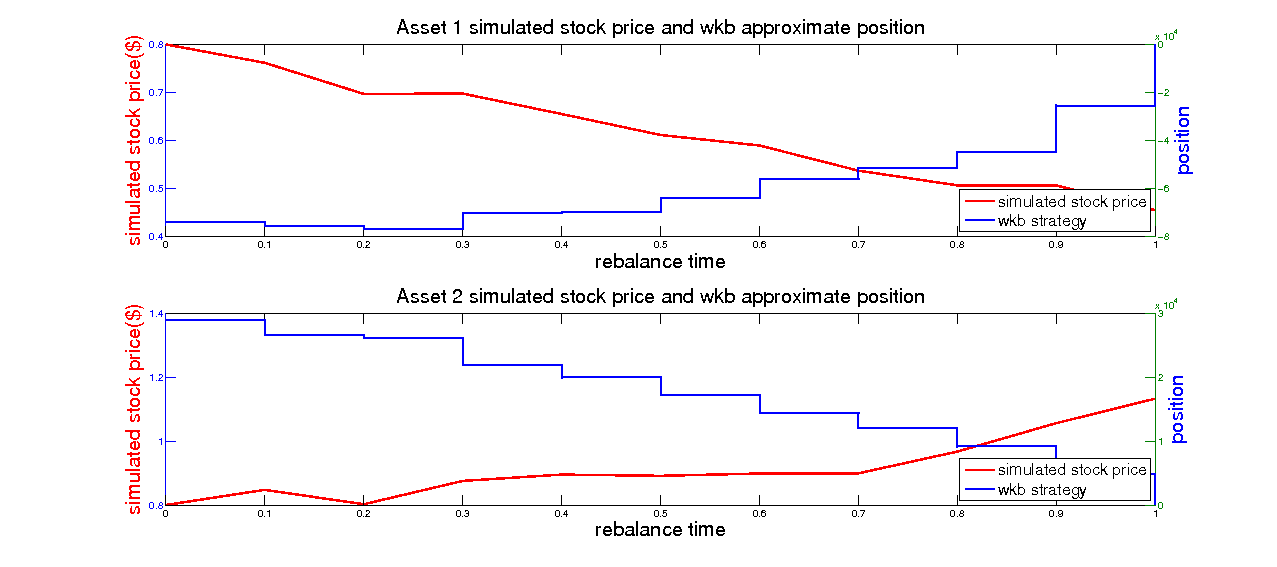 Asset 1 simulated stock price and wkb approximate position
x 10^4
simulated stock price($)
0.8
0.7
0.6
0.5
0.4
0
-2
-4
-6
-8
position
simulated stock price
wkb strategy
0 0.1 0.2 0.3 0.4 0.5 0.6 0.7 0.8 0.9 1
rebalance time
Asset 2 simulated stock price and wkb approximate position
x 10^4
simulated stock price($)
1.4
1.2
1
0.8
3
2
1
0
position
simulated stock price
wkb strategy
0 0.1 0.2 0.3 0.4 0.5 0.6 0.7 0.8 0.9 1
rebalance time